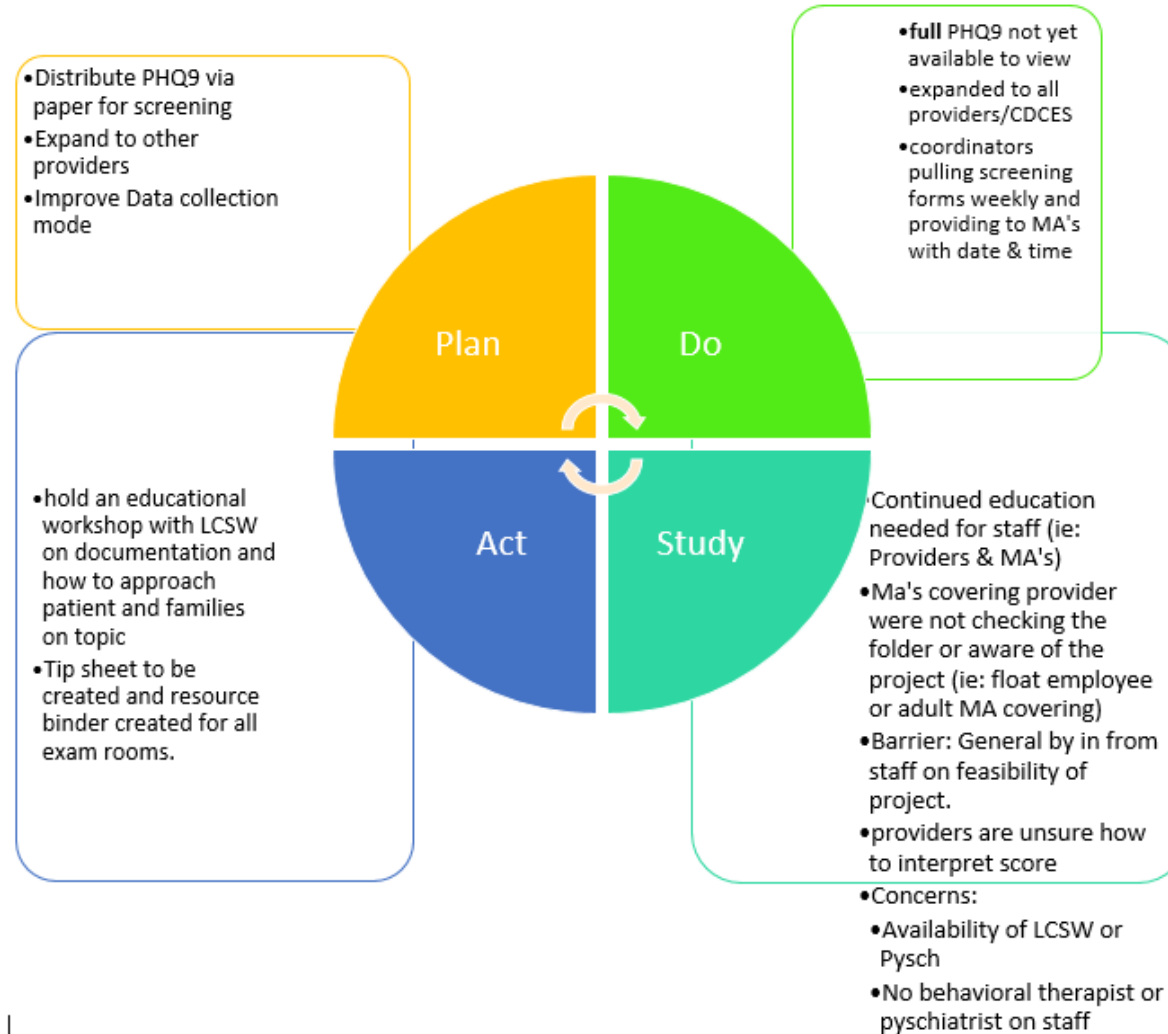 •Distribute PHQ9 via
paper for screening
•Expand to other
providers
•Improve Data collection
mode
•full PHQ9 not yet
available to view
•expanded to all
providers/CDCES
•coordinators
pulling screening
forms weekly and
providing to MA's
with date & time
Plan
Do
Act
Study
•hold an educational
workshop with LCSW
on documentation and
how to approach
patient and families
on topic
•Tip sheet to be
created and resource
binder created for all
exam rooms.
•Continued education
needed for staff (ie:
Providers & MA's)
•Ma's covering provider
were not checking the
folder or aware of the
project (ie: float employee
or adult MA covering)
•Barrier: General by in from
staff on feasibility of
project.
•providers are unsure how
to interpret score
•Concerns:
•Availability of LCSW or
Pysch
•No behavioral therapist or
pyschiatrist on staff